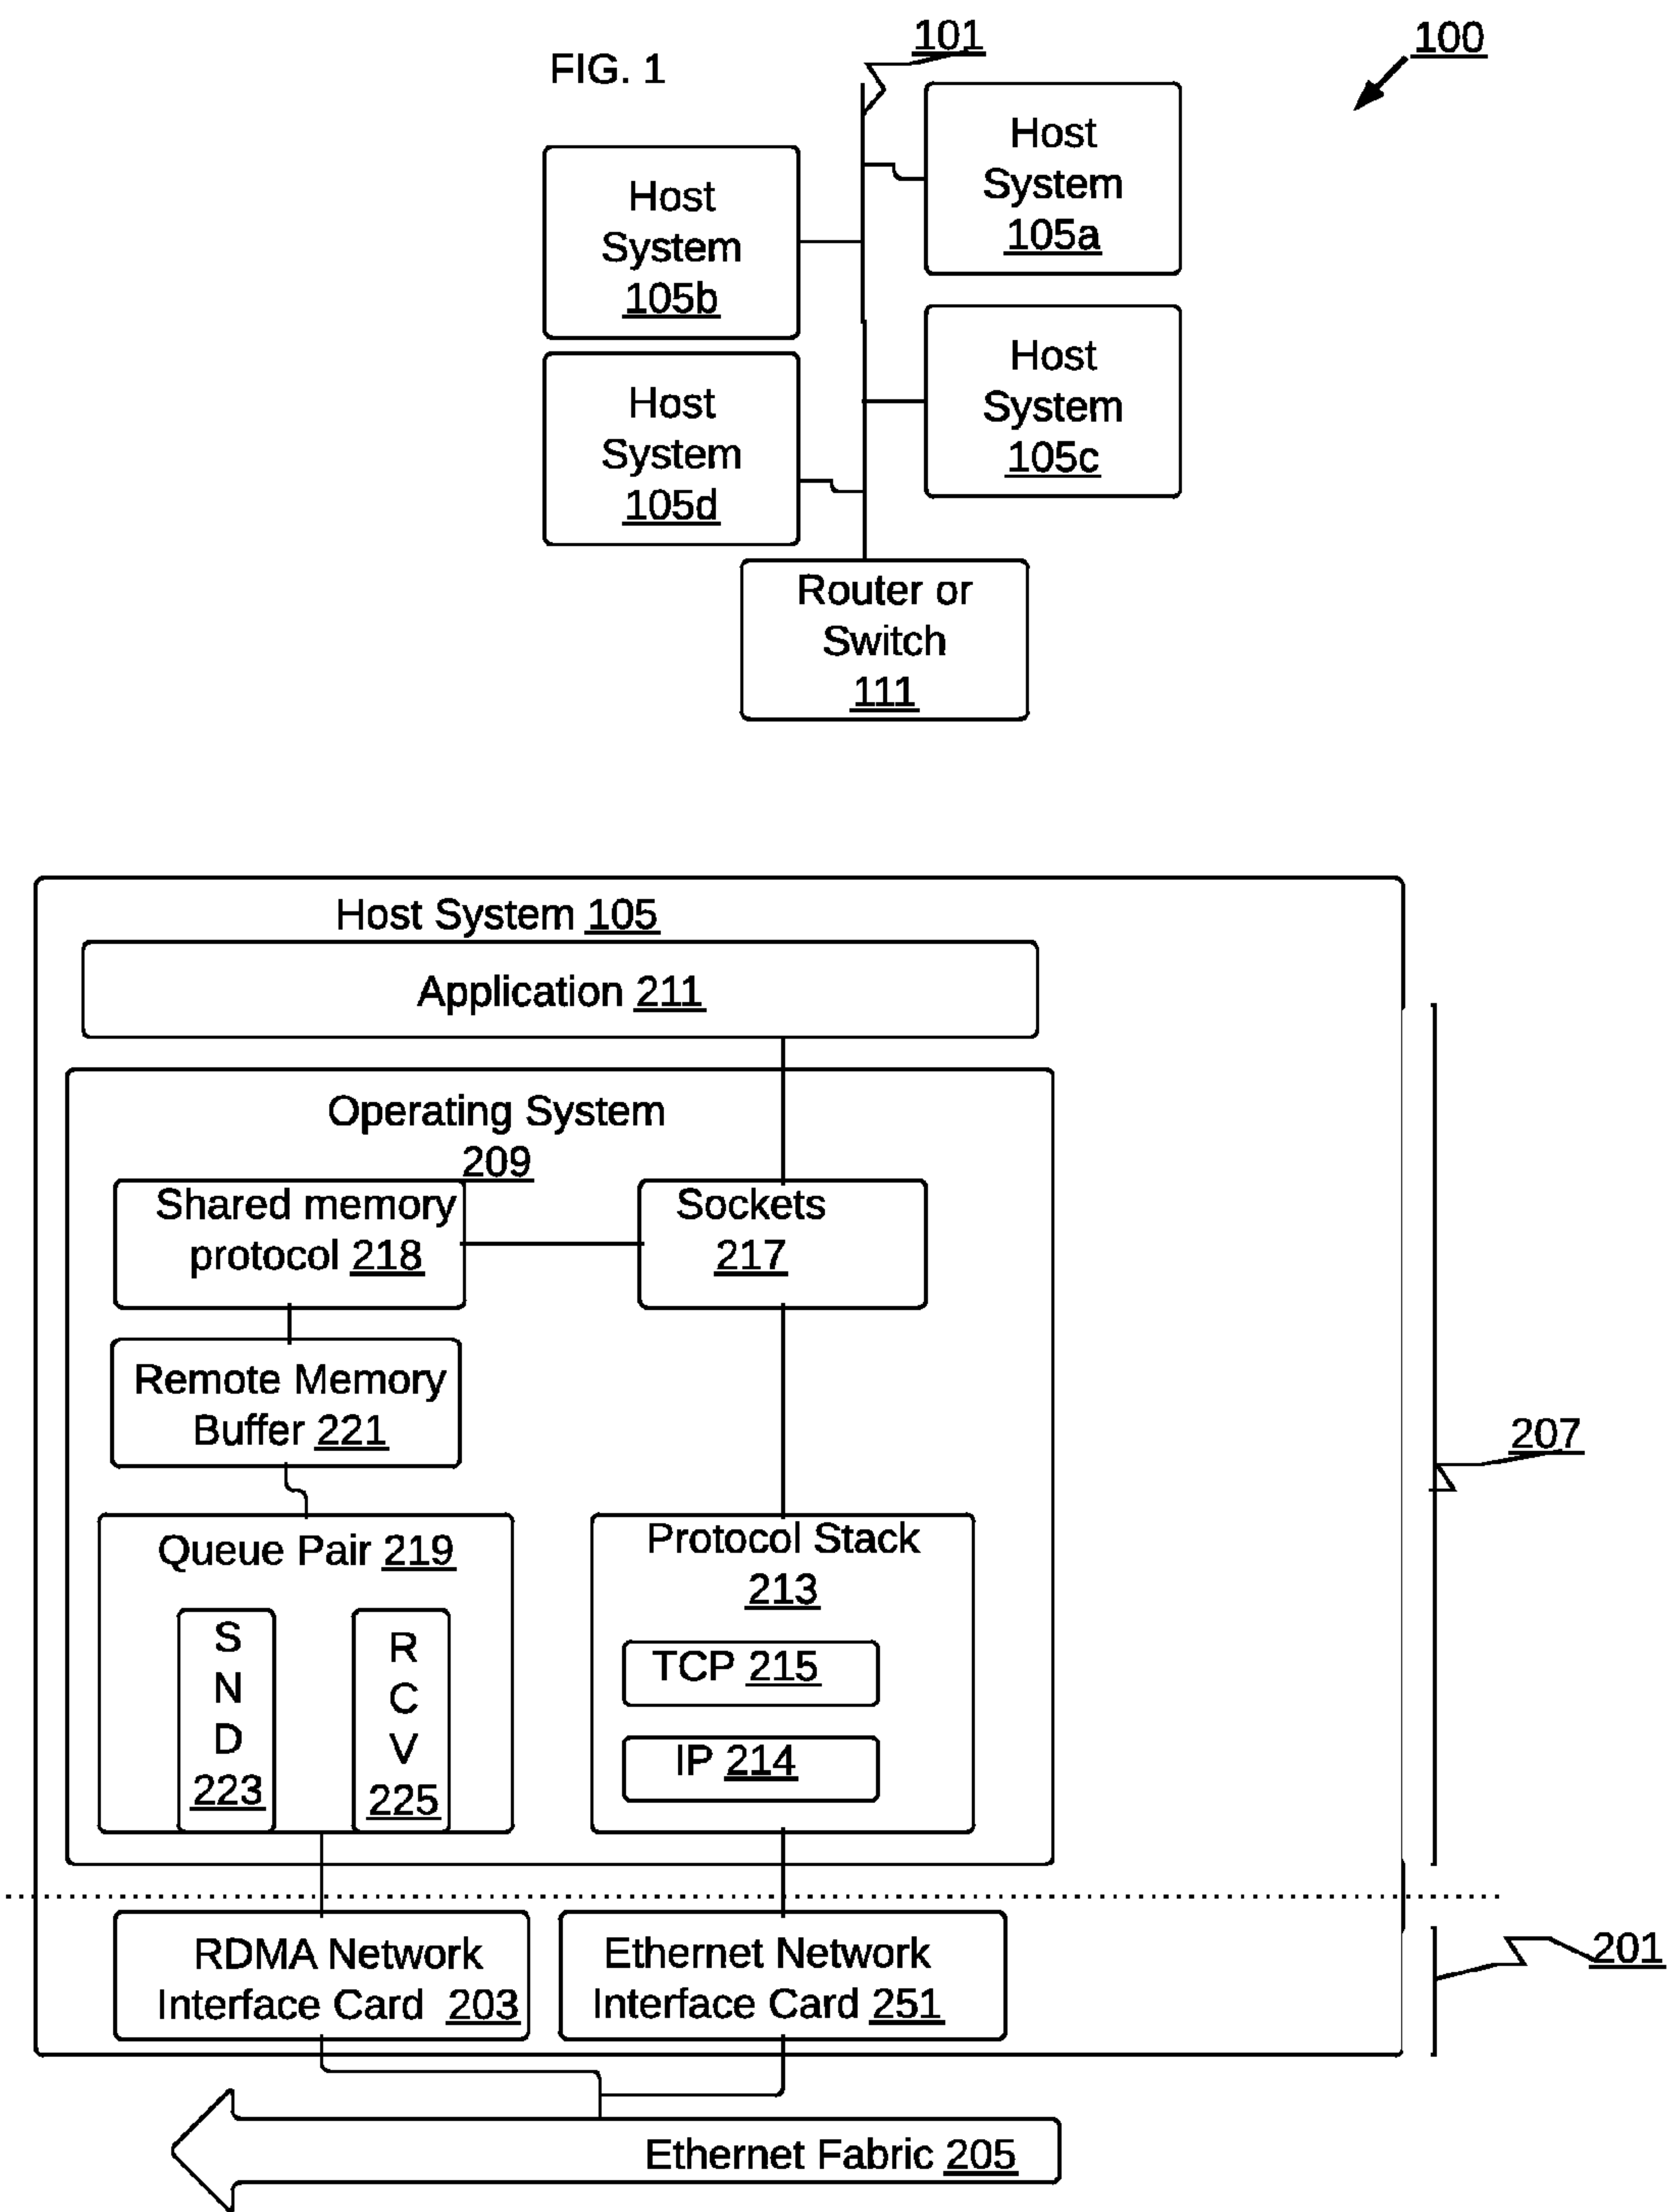 101
100
FIG. 1
Host
System
105a
Host
System
105b
Host
System
105c
Host
System
105d
Router or
Switch
111
Host System 105
Application 211
Operating System
209
Shared memory
protocol 218
Sockets
217
Remote Memory
Buffer 221
207
Queue Pair 219
S
N
D
223
R
C
V
225
Protocol Stack
213
TCP 215
IP 214
RDMA Network
Interface Card 203
Ethernet Network
Interface Card 251
201
Ethernet Fabric 205